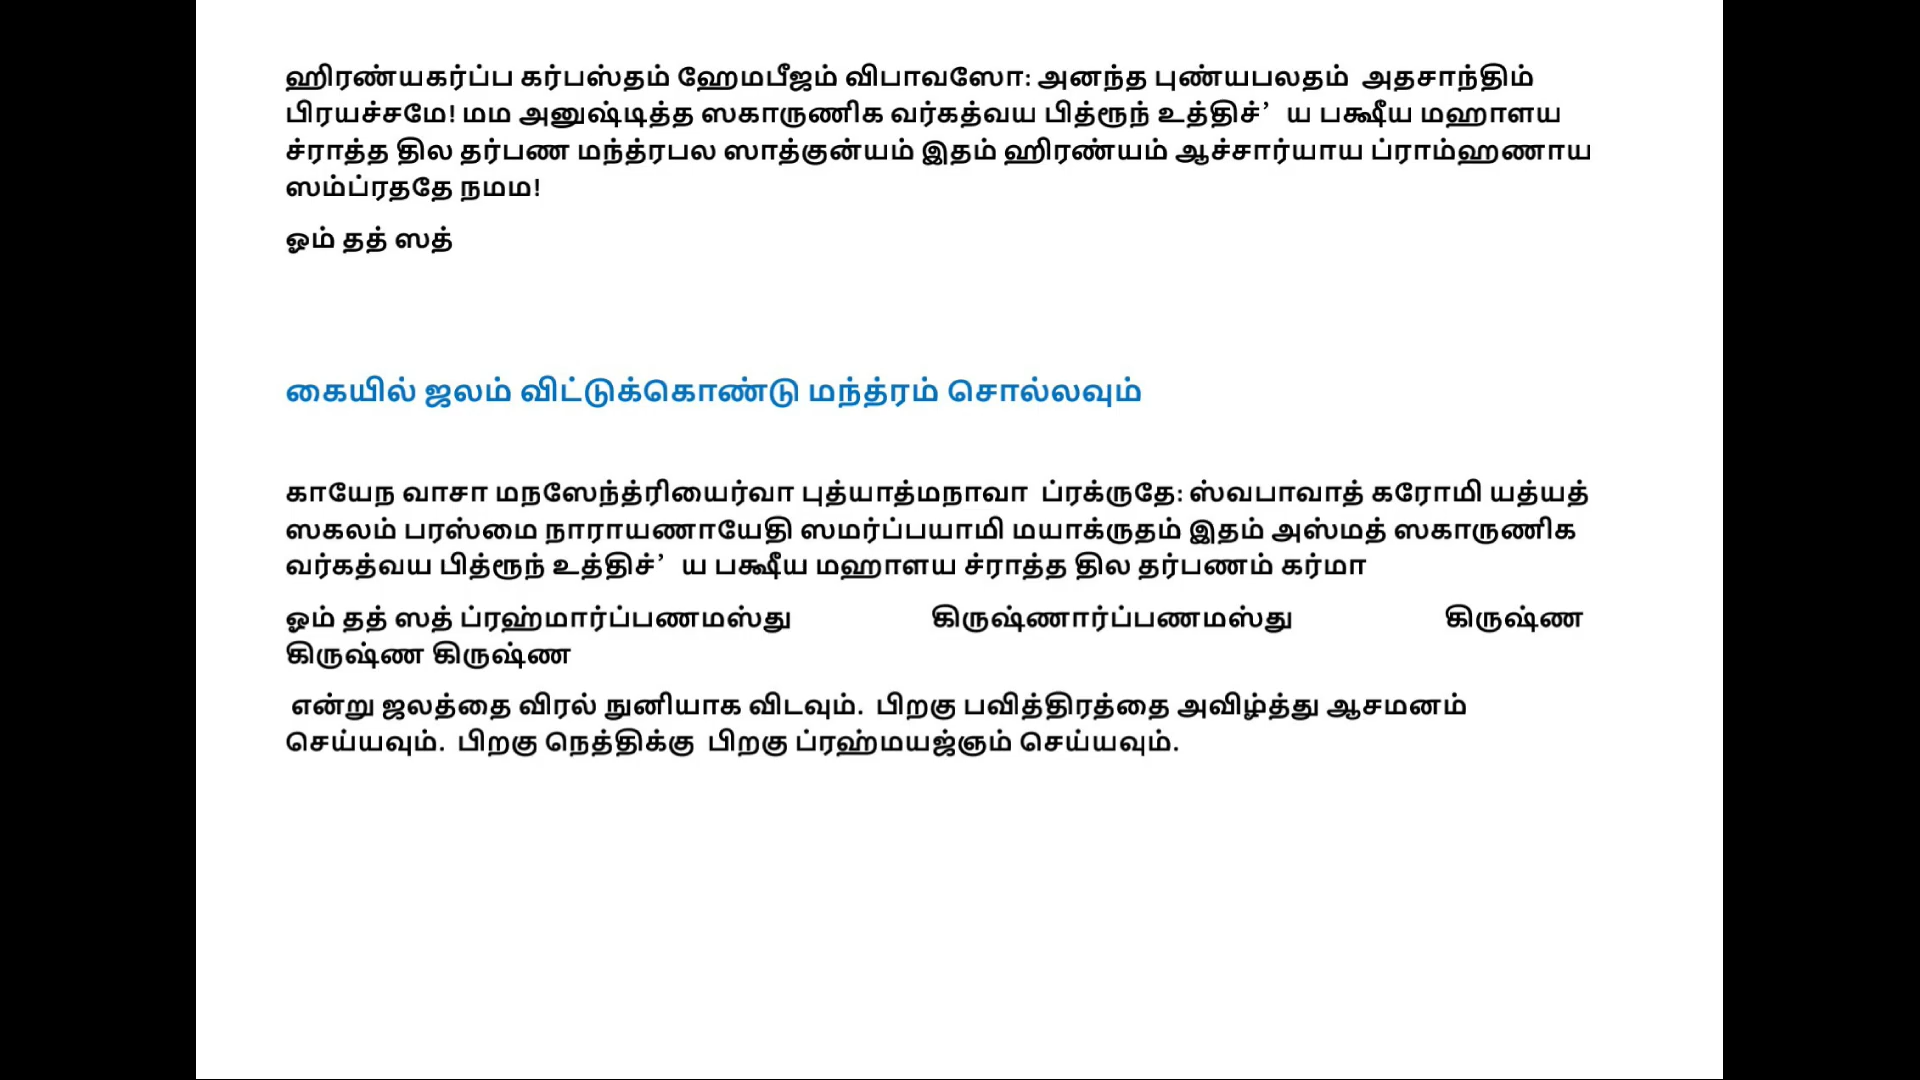 ஹிரண்யகர்ப்ப கர்பஸ்தம் ஹேமபீஜம் விபாவஸோ: அனந்த புண்யபலதம்  அதசாந்திம்
பிரயச்சமே! மம அனுஷ்டித்த ஸகாருணிக வர்கத்வய பித்ரூந் உத்திச்’  ய பக்ஷீய மஹாளய
ச்ராத்த தில தர்பண மந்த்ரபல ஸாத்குன்யம் இதம் ஹிரண்யம் ஆச்சார்யாய ப்ராம்ஹணாய
ஸம்ப்ரததே நமம!
ஓம் தத் ஸத்
கையில் ஜலம் விட்டுக்கொண்டு மந்த்ரம் சொல்லவும்
காயேந வாசா மநஸேந்த்ரியைர்வா புத்யாத்மநாவா  ப்ரக்ருதே: ஸ்வபாவாத் கரோமி யத்யத்
ஸகலம் பரஸ்மை நாராயணாயேதி ஸமர்ப்பயாமி மயாக்ருதம் இதம் அஸ்மத் ஸகாருணிக
வர்கத்வய பித்ரூந் உத்திச்’  ய பக்ஷீய மஹாளய ச்ராத்த தில தர்பணம் கர்மா
ஓம் தத் ஸத் ப்ரஹ்மார்ப்பணமஸ்து கிருஷ்ணார்ப்பணமஸ்து கிருஷ்ண
கிருஷ்ண கிருஷ்ண
என்று ஜலத்தை விரல் நுனியாக விடவும்.  பிறகு பவித்திரத்தை அவிழ்த்து ஆசமனம்
செய்யவும்.  பிறகு நெத்திக்கு  பிறகு ப்ரஹ்மயஜ்ஞம் செய்யவும்.